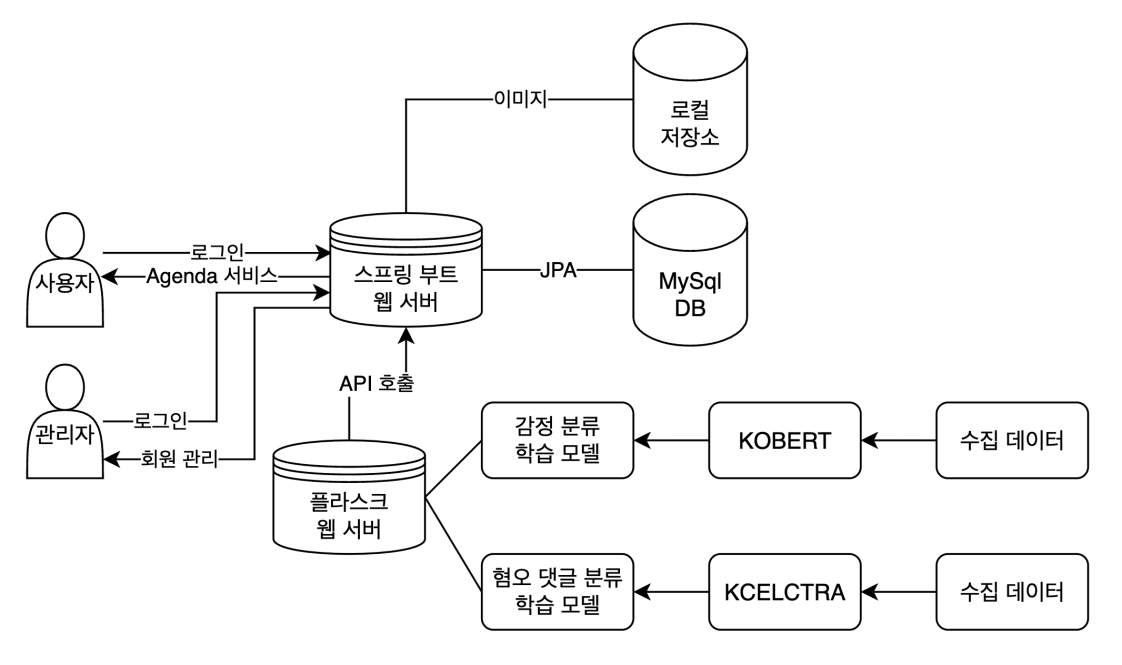 이미지
로컬
저장소
사용자
로그인
Agenda 서비스
스프링 부트
웹 서버
JPA
MySql
DB
관리자
로그인
회원 관리
API 호출
플라스크
웹 서버
감정 분류
학습 모델
KOBERT
수집 데이터
혐오 댓글 분류
학습 모델
KCELCTRA
수집 데이터